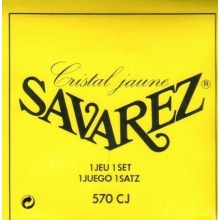 Cristal jaune
SAVAREZ®
1 JEU 1 SET
1 JUEGO 1 SATZ
570 CJ